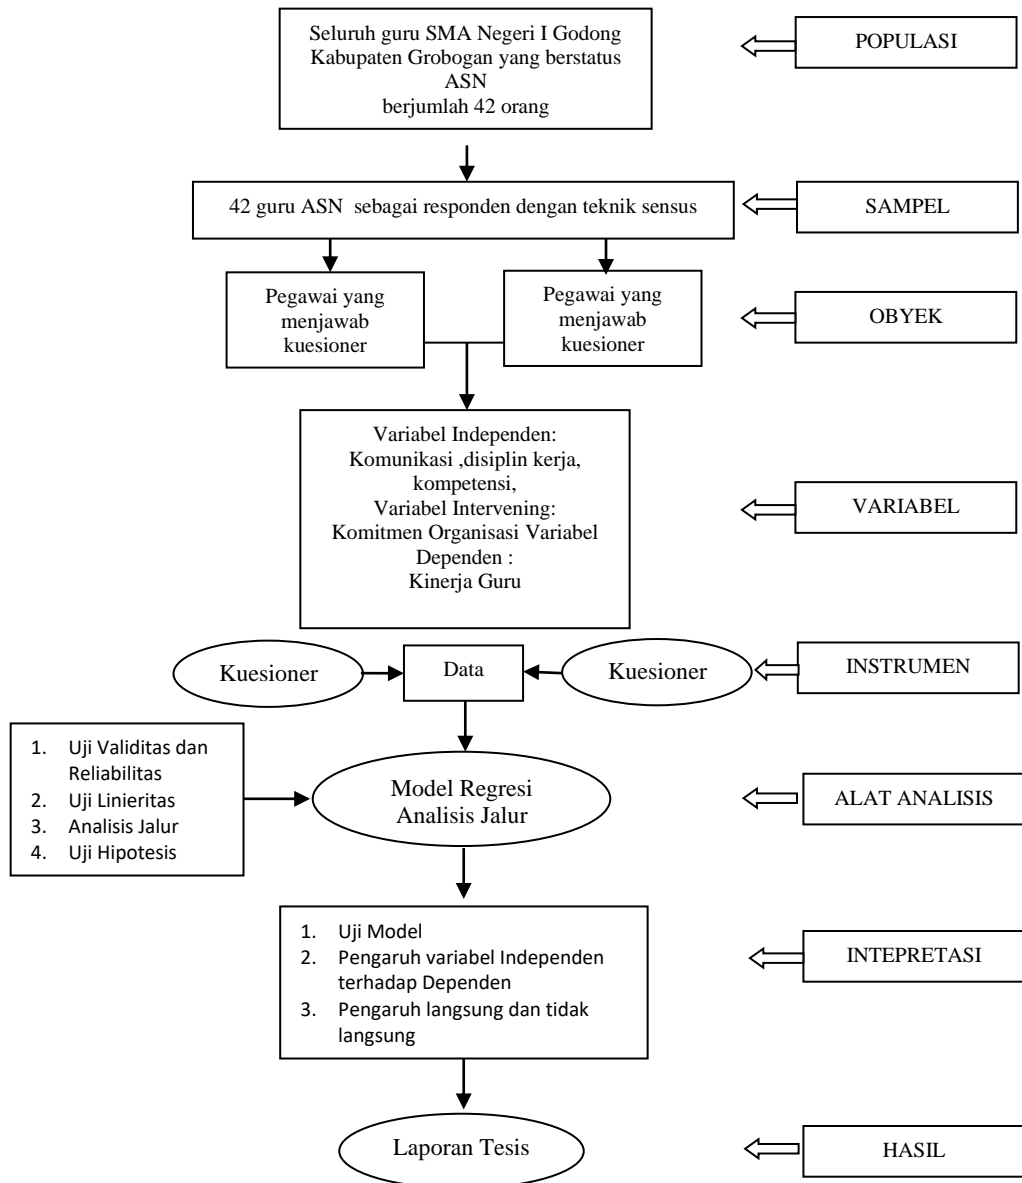 Seluruh guru SMA Negeri I Godong
Kabupaten Grobogan yang berstatus
ASN
berjumlah 42 orang
POPULASI
42 guru ASN sebagai responden dengan teknik sensus
SAMPEL
Pegawai yang
menjawab
kuesioner
Pegawai yang
menjawab
kuesioner
OBYEK
Variabel Independen:
Komunikasi ,disiplin kerja,
kompetensi,
Variabel Intervening:
Komitmen Organisasi Variabel
Dependen :
Kinerja Guru
VARIABEL
Kuesioner
Data
Kuesioner
INSTRUMEN
1. Uji Validitas dan
Reliabilitas
2. Uji Linieritas
3. Analisis Jalur
4. Uji Hipotesis
Model Regresi
Analisis Jalur
ALAT ANALISIS
1. Uji Model
2. Pengaruh variabel Independen
terhadap Dependen
3. Pengaruh langsung dan tidak
langsung
INTEPRETASI
Laporan Tesis
HASIL